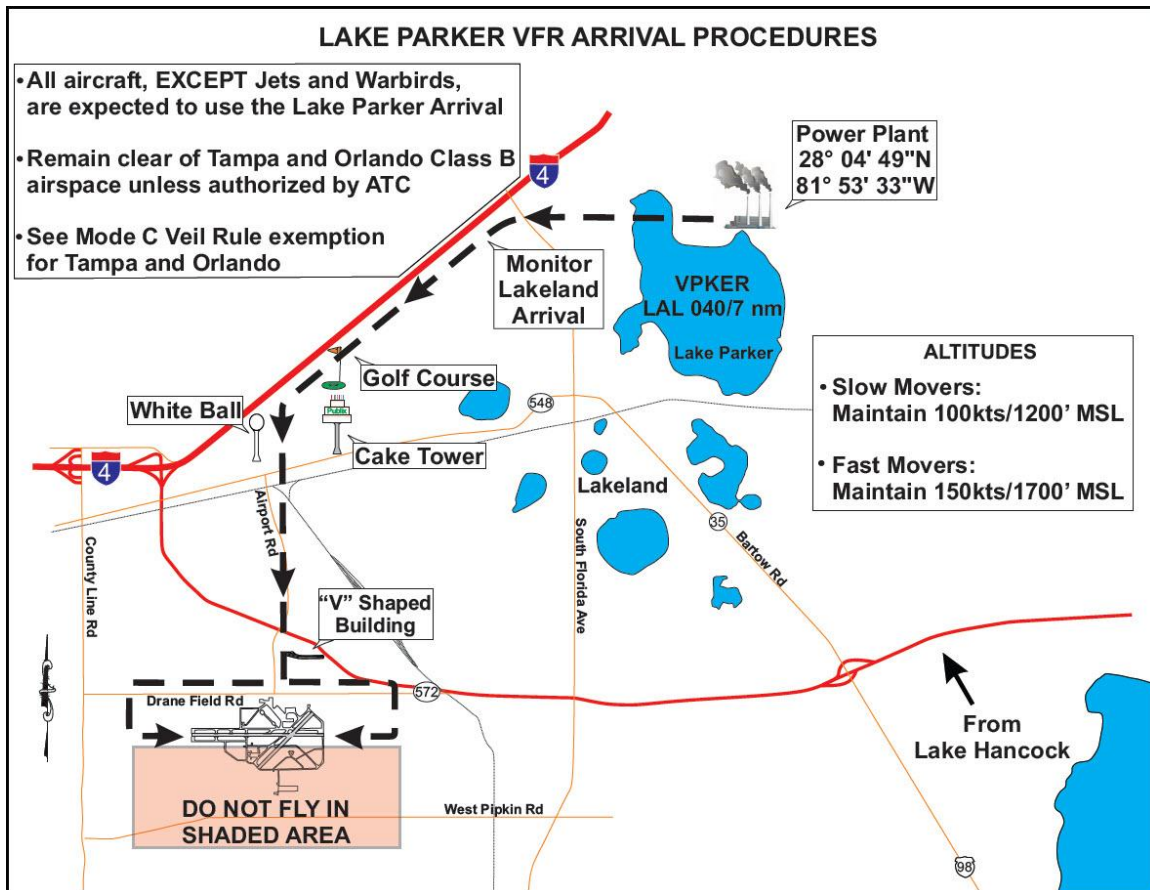 LAKE PARKER VFR ARRIVAL PROCEDURES
• All aircraft, EXCEPT Jets and Warbirds,
are expected to use the Lake Parker Arrival
• Remain clear of Tampa and Orlando Class B
airspace unless authorized by ATC
• See Mode C Veil Rule exemption
for Tampa and Orlando
4
Power Plant
28° 04' 49"N
81° 53' 33"W
Monitor
Lakeland
Arrival
VPKER
LAL 040/7 nm
Lake Parker
Golf Course
White Ball
Publix
Cake Tower
548
4
ALTITUDES
• Slow Movers:
Maintain 100kts/1200' MSL
• Fast Movers:
Maintain 150kts/1700' MSL
Lakeland
35
Bartow Rd
Airport Rd
County Line Rd
South Florida Ave
“V” Shaped
Building
572
Drane Field Rd
From
Lake Hancock
DO NOT FLY IN
SHADED AREA
West Pipkin Rd
98